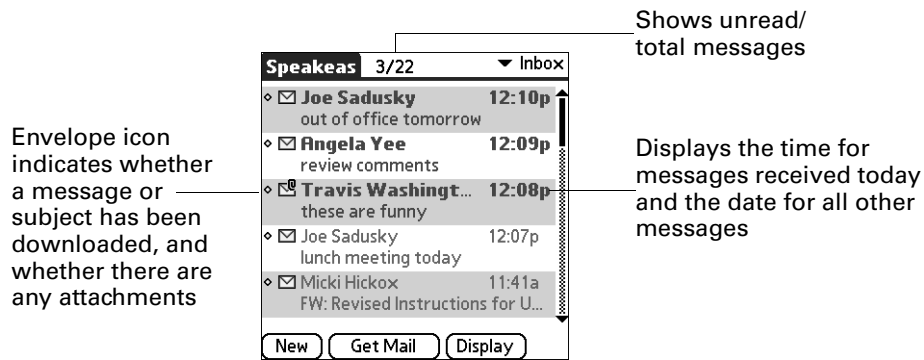 Shows unread/
total messages
Speakeas 3/22 Inbox
Joe Sadusky 12:10p
out of office tomorrow
Angela Yee 12:09p
review comments
Travis Washingt... 12:08p
these are funny
Joe Sadusky 12:07p
lunch meeting today
Micki Hickox 11:41a
FW: Revised Instructions for U...
New Get Mail Display
Envelope icon
indicates whether
a message or
subject has been
downloaded, and
whether there are
any attachments
Displays the time for
messages received today
and the date for all other
messages